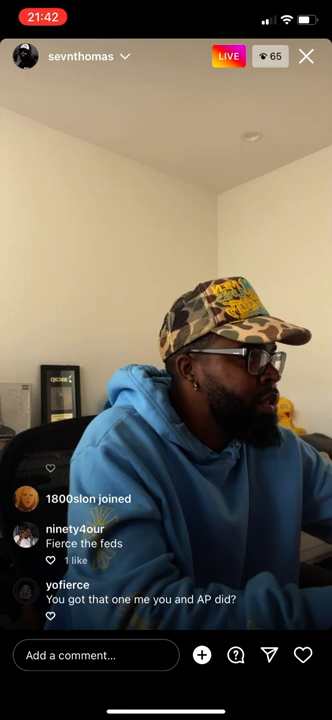 21:42
sevnthomas
LIVE
65
ascap
1800slon joined
ninety4our
Fierce the feds
1 like
yofierce
You got that one me you and AP did?
Add a comment...